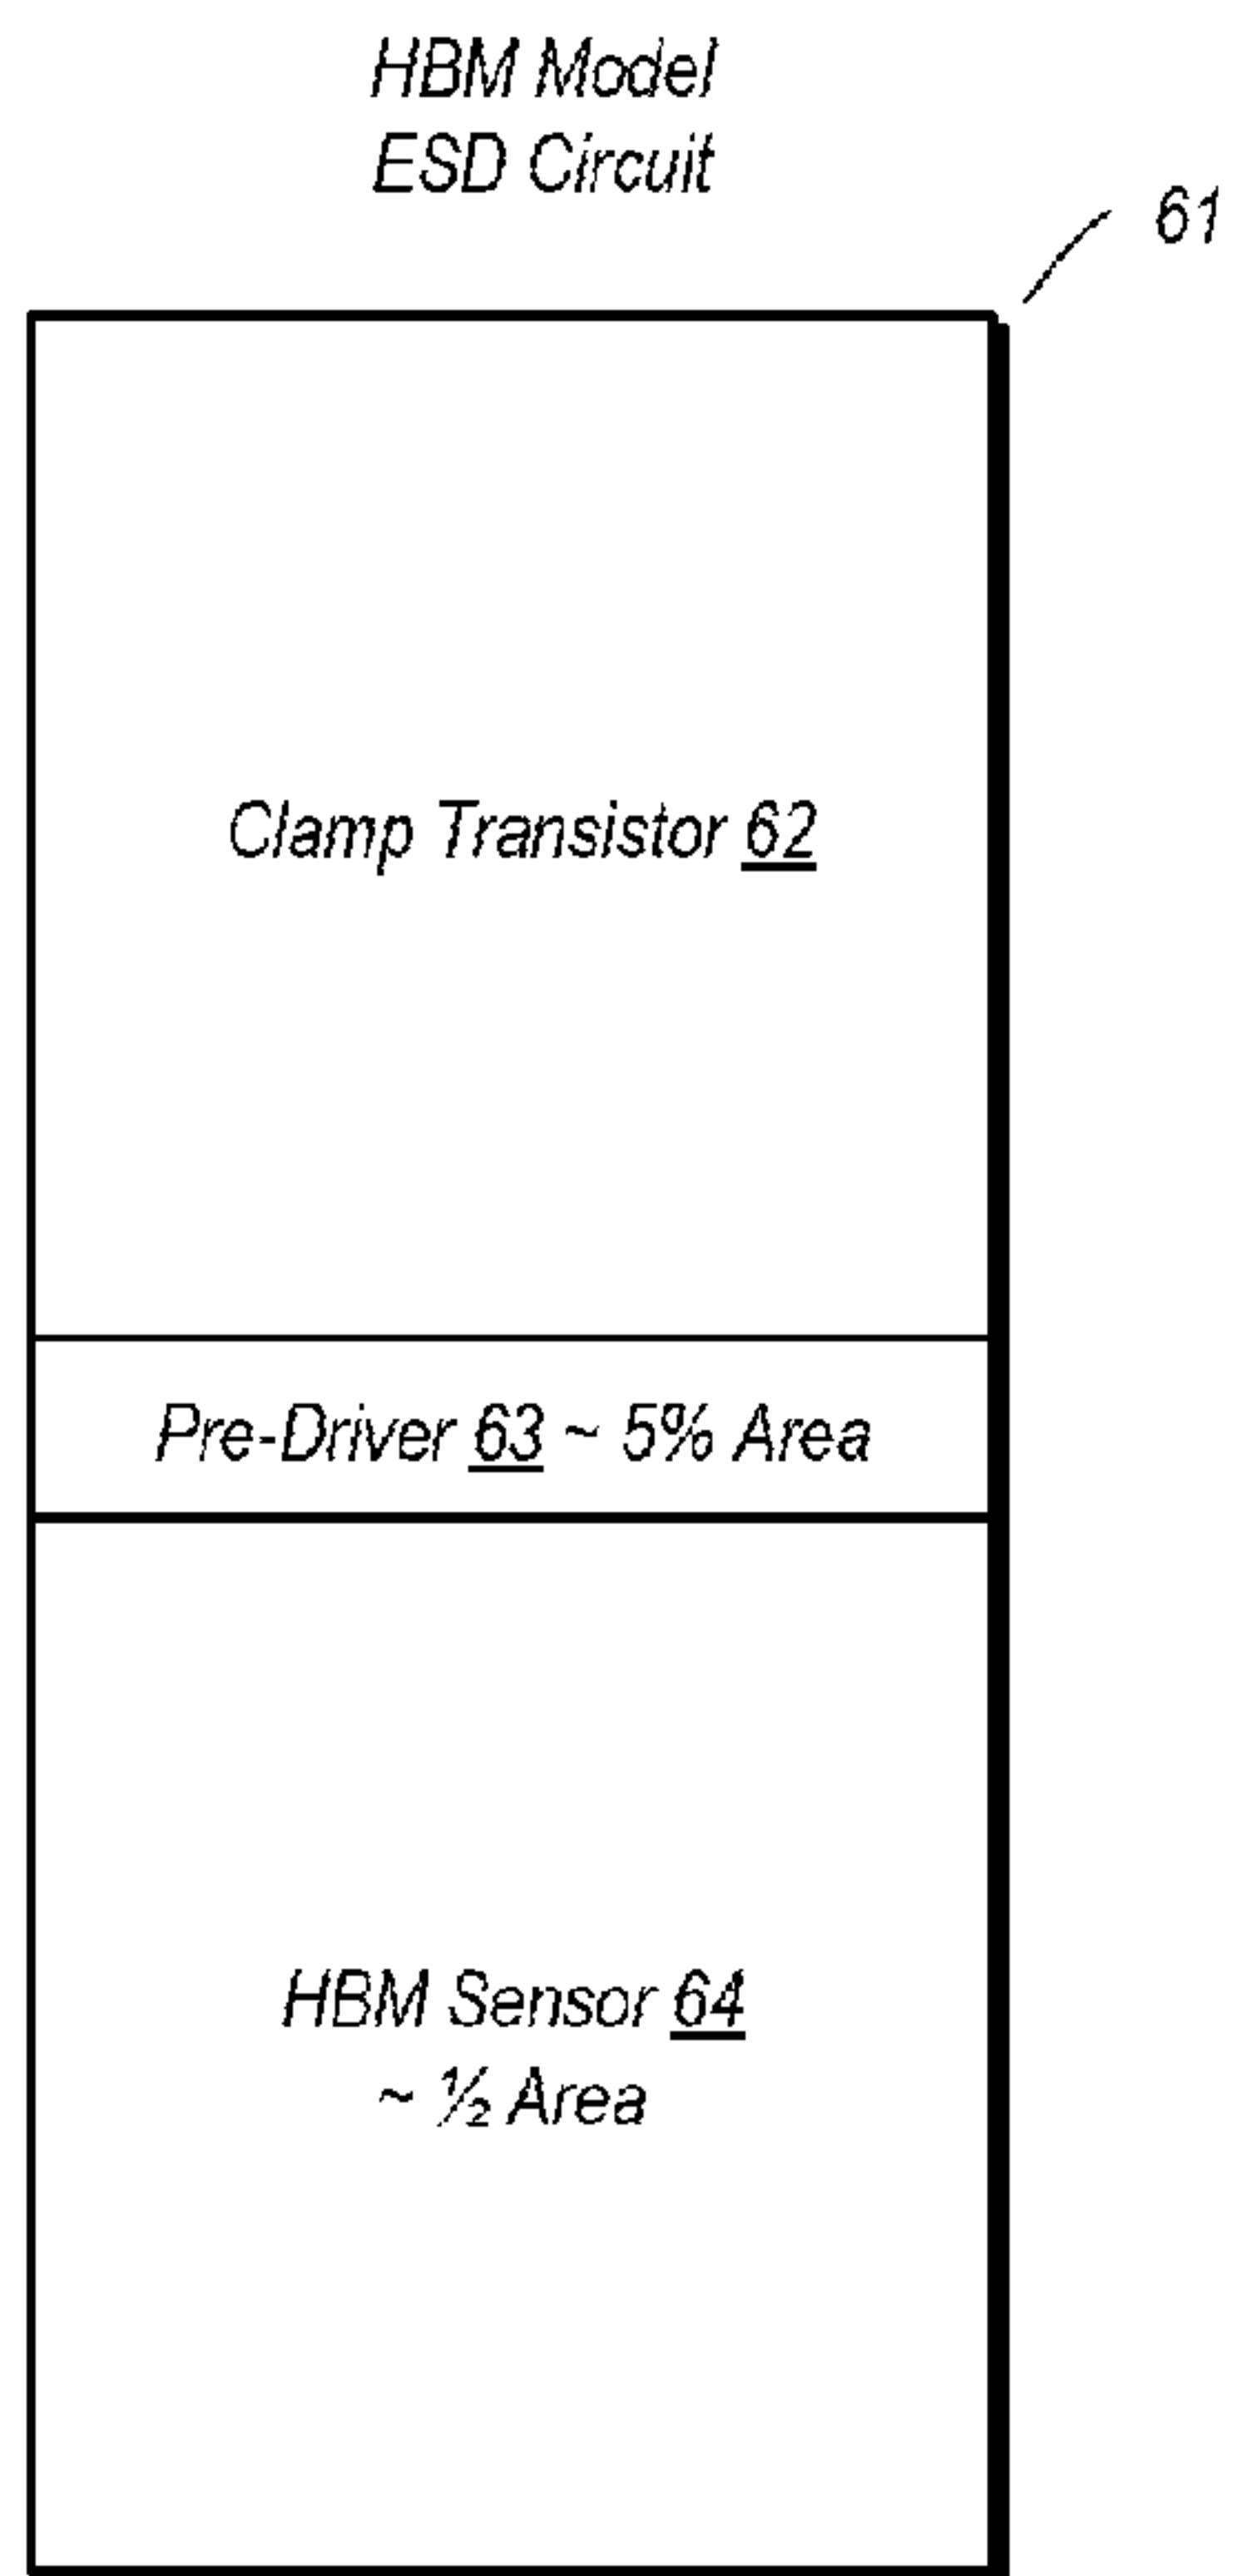 HBM Model
ESD Circuit
61
Clamp Transistor 62
Pre-Driver 63 ~ 5% Area
HBM Sensor 64
~ ½ Area